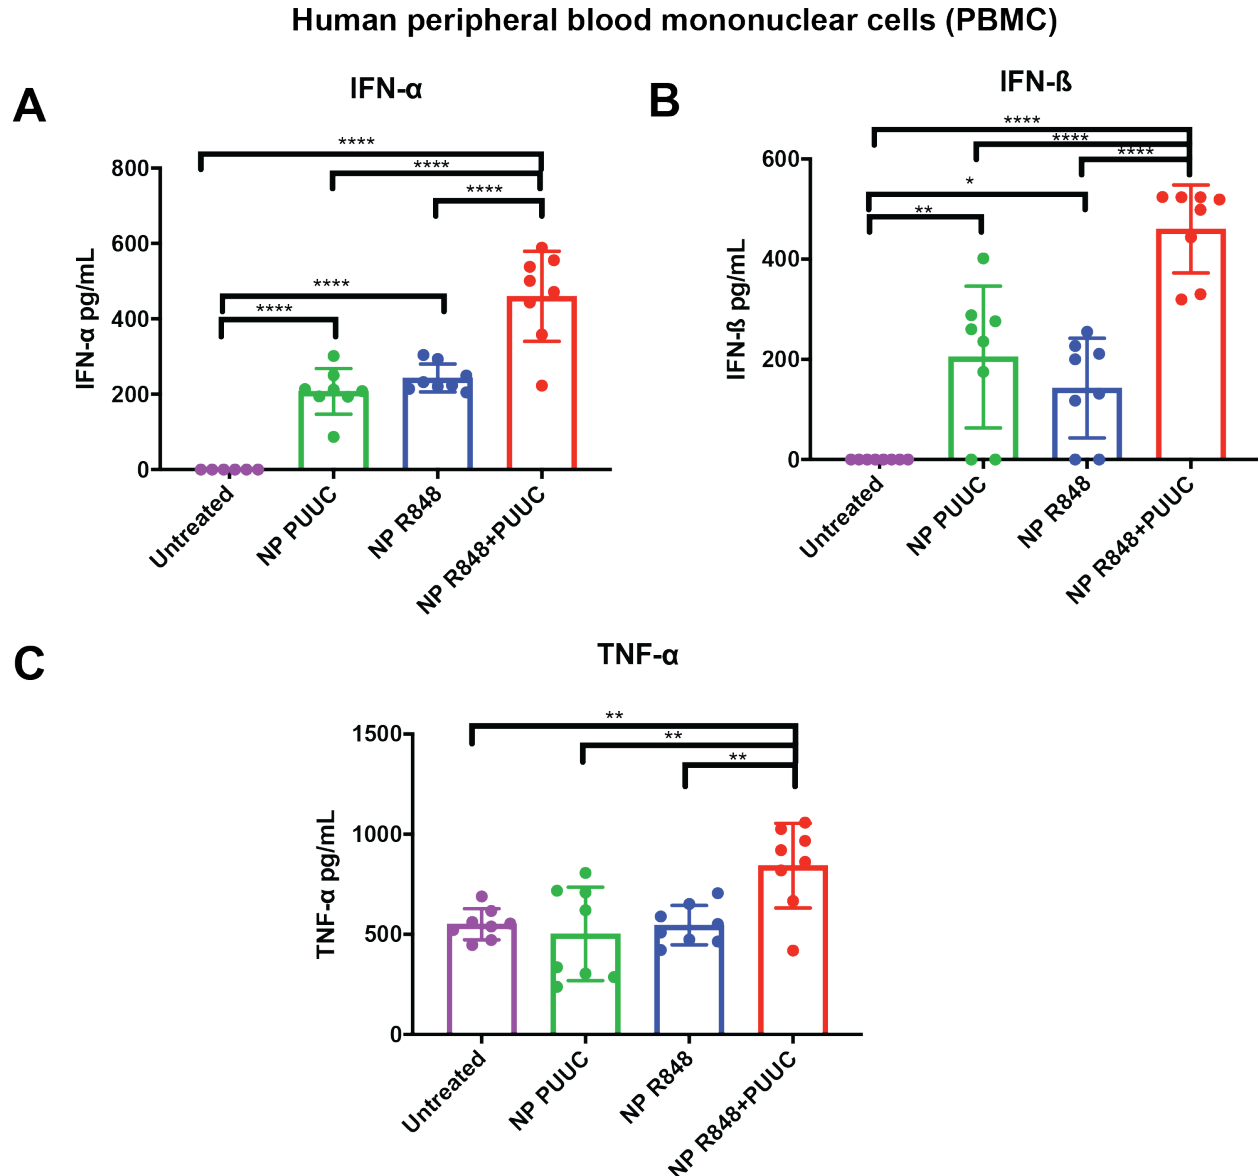 Human peripheral blood mononuclear cells (PBMC)
A
IFN-α
IFN-α pg/mL
800
600
400
200
0
****
****
****
****
****
Untreated
NP PUUC
NP R848
NP R848+PUUC
B
IFN-ß
IFN-ß pg/mL
600
400
200
0
****
****
****
*
**
Untreated
NP PUUC
NP R848
NP R848+PUUC
C
TNF-α
TNF-α pg/mL
1500
1000
500
0
**
**
**
Untreated
NP PUUC
NP R848
NP R848+PUUC